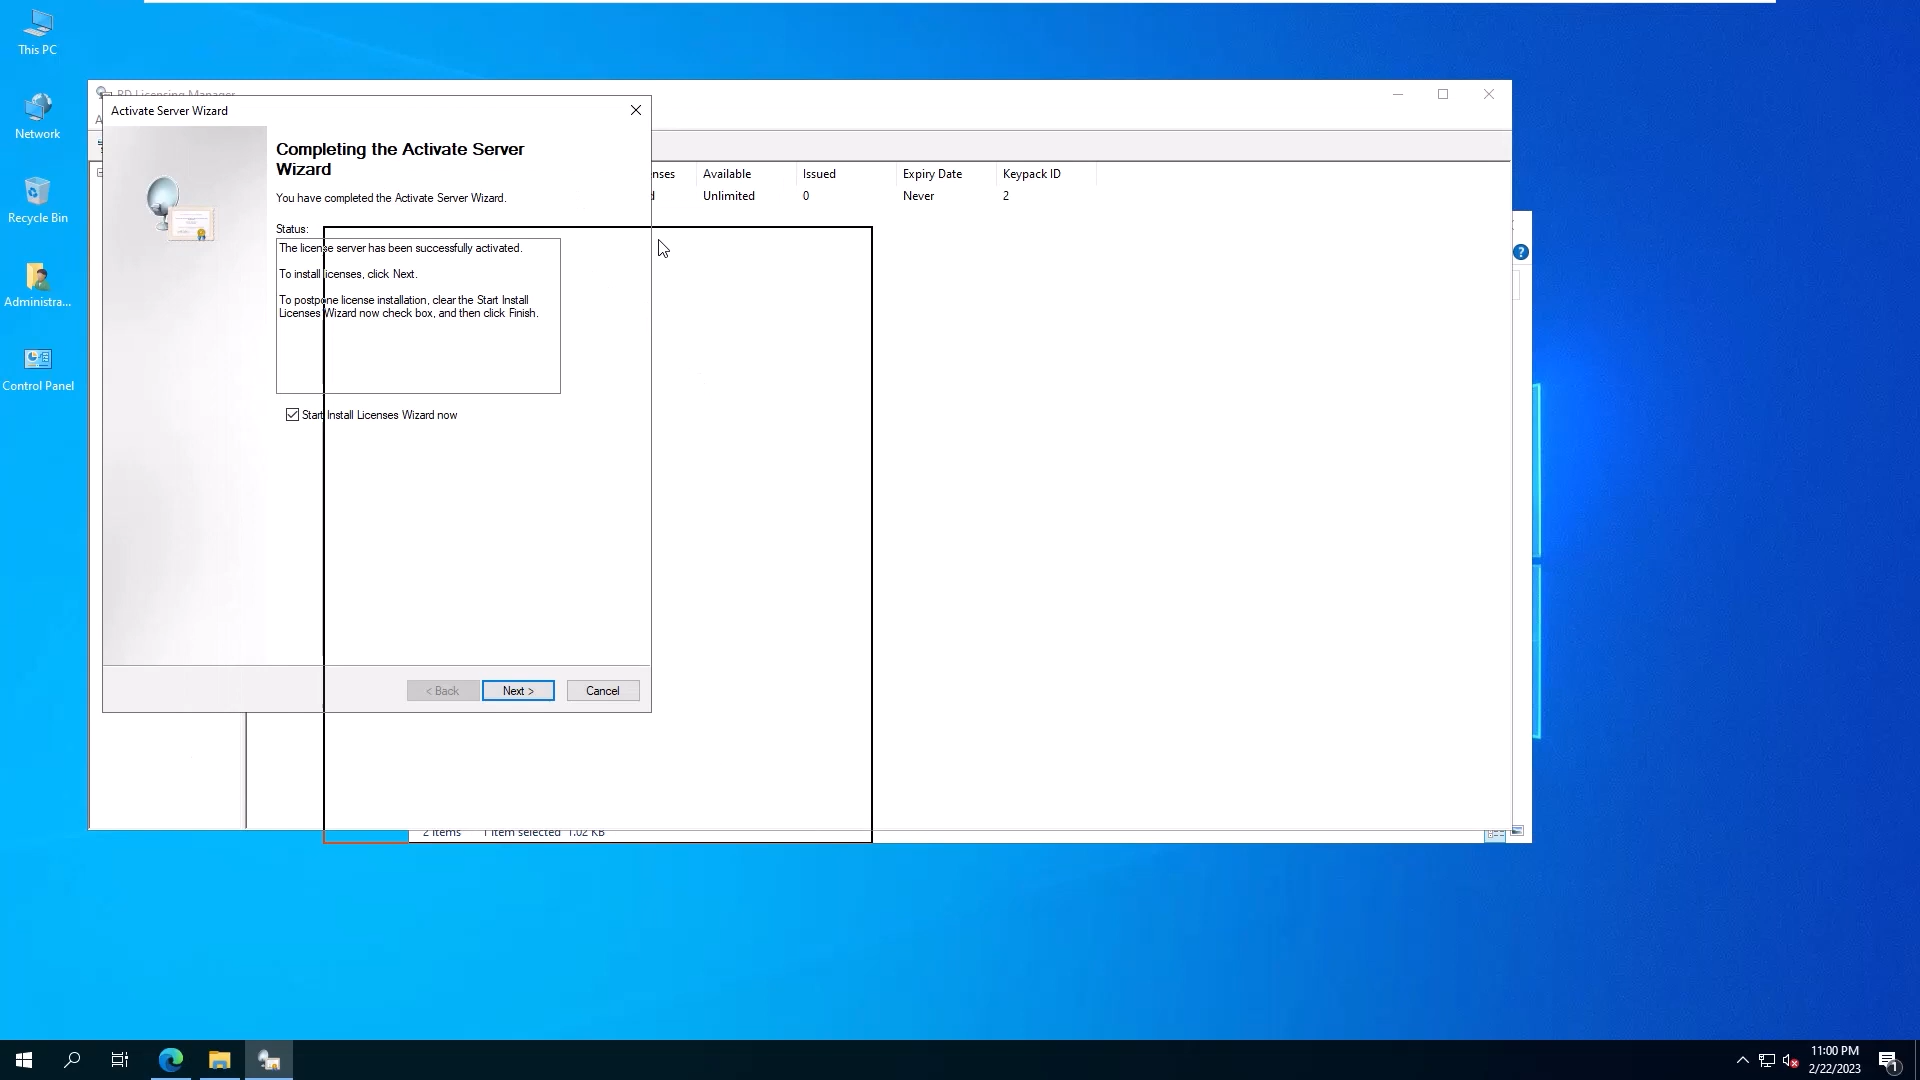 This PC
Network
Recycle Bin
Administra...
Control Panel
RD Licensing Manager
Activate Server Wizard
Completing the Activate Server
Wizard
You have completed the Activate Server Wizard.
Status:
The license server has been successfully activated.
To install licenses, click Next.
To postpone license installation, clear the Start Install
Licenses Wizard now check box, and then click Finish.
Start Install Licenses Wizard now
< Back
Next >
Cancel
Available
Issued
Expiry Date
Keypack ID
Unlimited
0
Never
2
2 items
1 item selected 1.02 KB
11:00 PM
2/22/2023
1